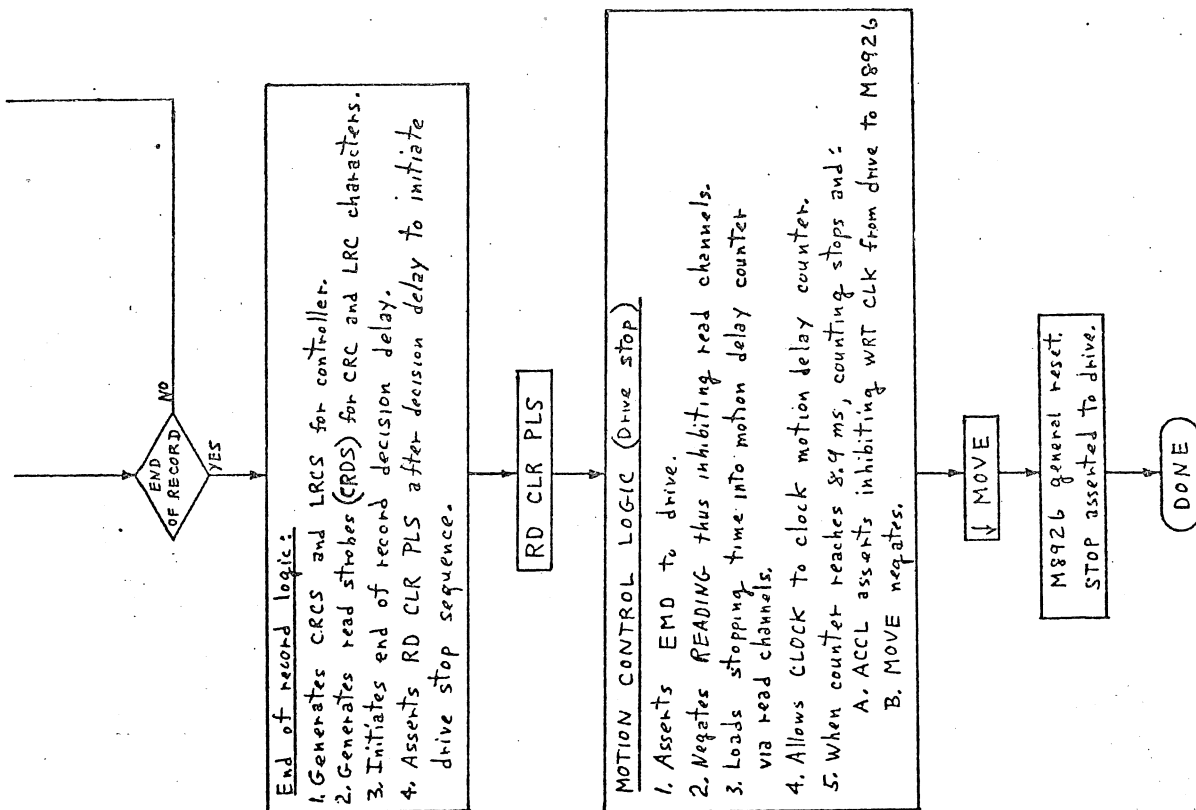 END
OF RECORD
NO
YES
End of record logic:
1. Generates CRCS and LRCS for controller.
2. Generates read strobes (CRDS) for CRC and LRC characters.
3. Initiates end of record decision delay.
4. Asserts RD CLR PLS after decision delay to initiate
drive stop sequence.
RD CLR PLS
MOTION CONTROL LOGIC (Drive stop)
1. Asserts EMD to drive.
2. Negates READING thus inhibiting read channels.
3. Loads stopping time into motion delay counter
via read channels.
4. Allows CLOCK to clock motion delay counter.
5. When counter reaches 8.9 ms, counting stops and:
A. ACCL asserts inhibiting WRT CLK from drive to M8926
B. MOVE negates.
↓ MOVE
M8926 general reset.
STOP asserted to drive.
DONE